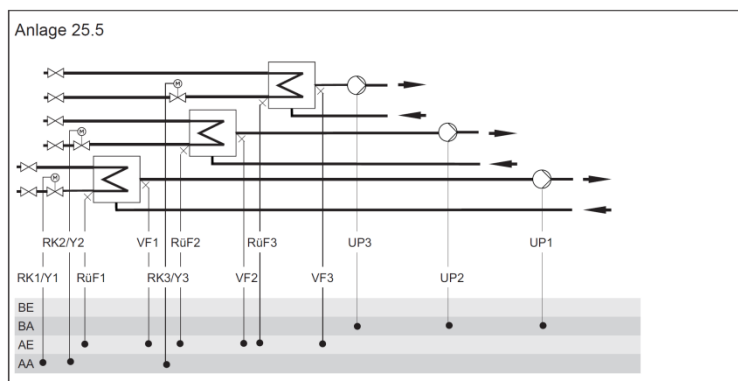 Anlage 25.5
M
M
M
RK2/Y2 VF1 RüF2 RüF3 UP3 UP1
RK1/Y1 RüF1 RK3/Y3 VF2 VF3 UP2
BE
BA
AE
AA